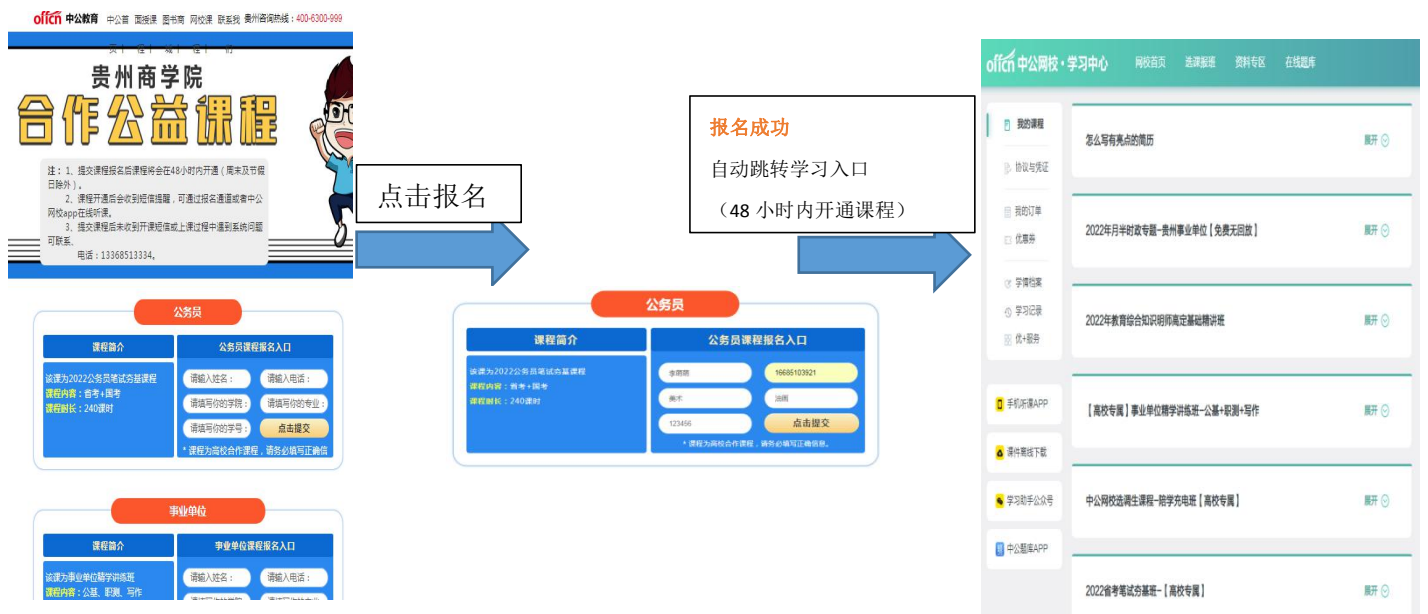 offcn 中公教育 中公首 面授课 图书商 网校课 联系我 贵州咨询热线：400-6300-999
页 | 程 | 城 | 程 | 们
贵州商学院
合作公益课程
注：1、提交课程报名后课程将会在48小时内开通（周末及节假
日除外）。
2、课程开通后会收到短信提醒，可通过报名通道或者中公
网校app在线听课。
3、提交课程后未收到开课短信或上课过程中遇到系统问题
可联系、
电话：13368513334。
公务员
课程简介
公务员课程报名入口
该课为2022公务员笔试夯基课程
课程内容：省考+国考
课程时长：240课时
请输入姓名：
请输入电话：
请填写你的学院：
请填写你的专业：
请填写你的学号：
点击提交
* 课程为高校合作课程，请务必填写正确信
事业单位
课程简介
事业单位课程报名入口
该课为事业单位精学讲练班
课程内容：公基、职测、写作
请输入姓名：
请输入电话：
点击报名
公务员
课程简介
公务员课程报名入口
该课为2022公务员笔试夯基课程
课程内容：省考+国考
课程时长：240课时
16685103921
美术
油画
123456
点击提交
* 课程为高校合作课程，请务必填写正确信息。
报名成功
自动跳转学习入口
（48 小时内开通课程）
offcn 中公网校·学习中心 网校首页 选课报班 资料专区 在线题库
我的课程
协议与凭证
我的订单
优惠券
学情档案
学习记录
优+服务
手机听课APP
课件离线下载
学习助手公众号
中公题库APP
怎么写有亮点的简历 展开
2022年月半时政专题-贵州事业单位【免费无回放】 展开
2022年教育综合知识明师高定基础精讲班 展开
【高校专属】事业单位精学讲练班-公基+职测+写作 展开
中公网校选调生课程-陪学充电班【高校专属】 展开
2022省考笔试夯基班-【高校专属】 展开